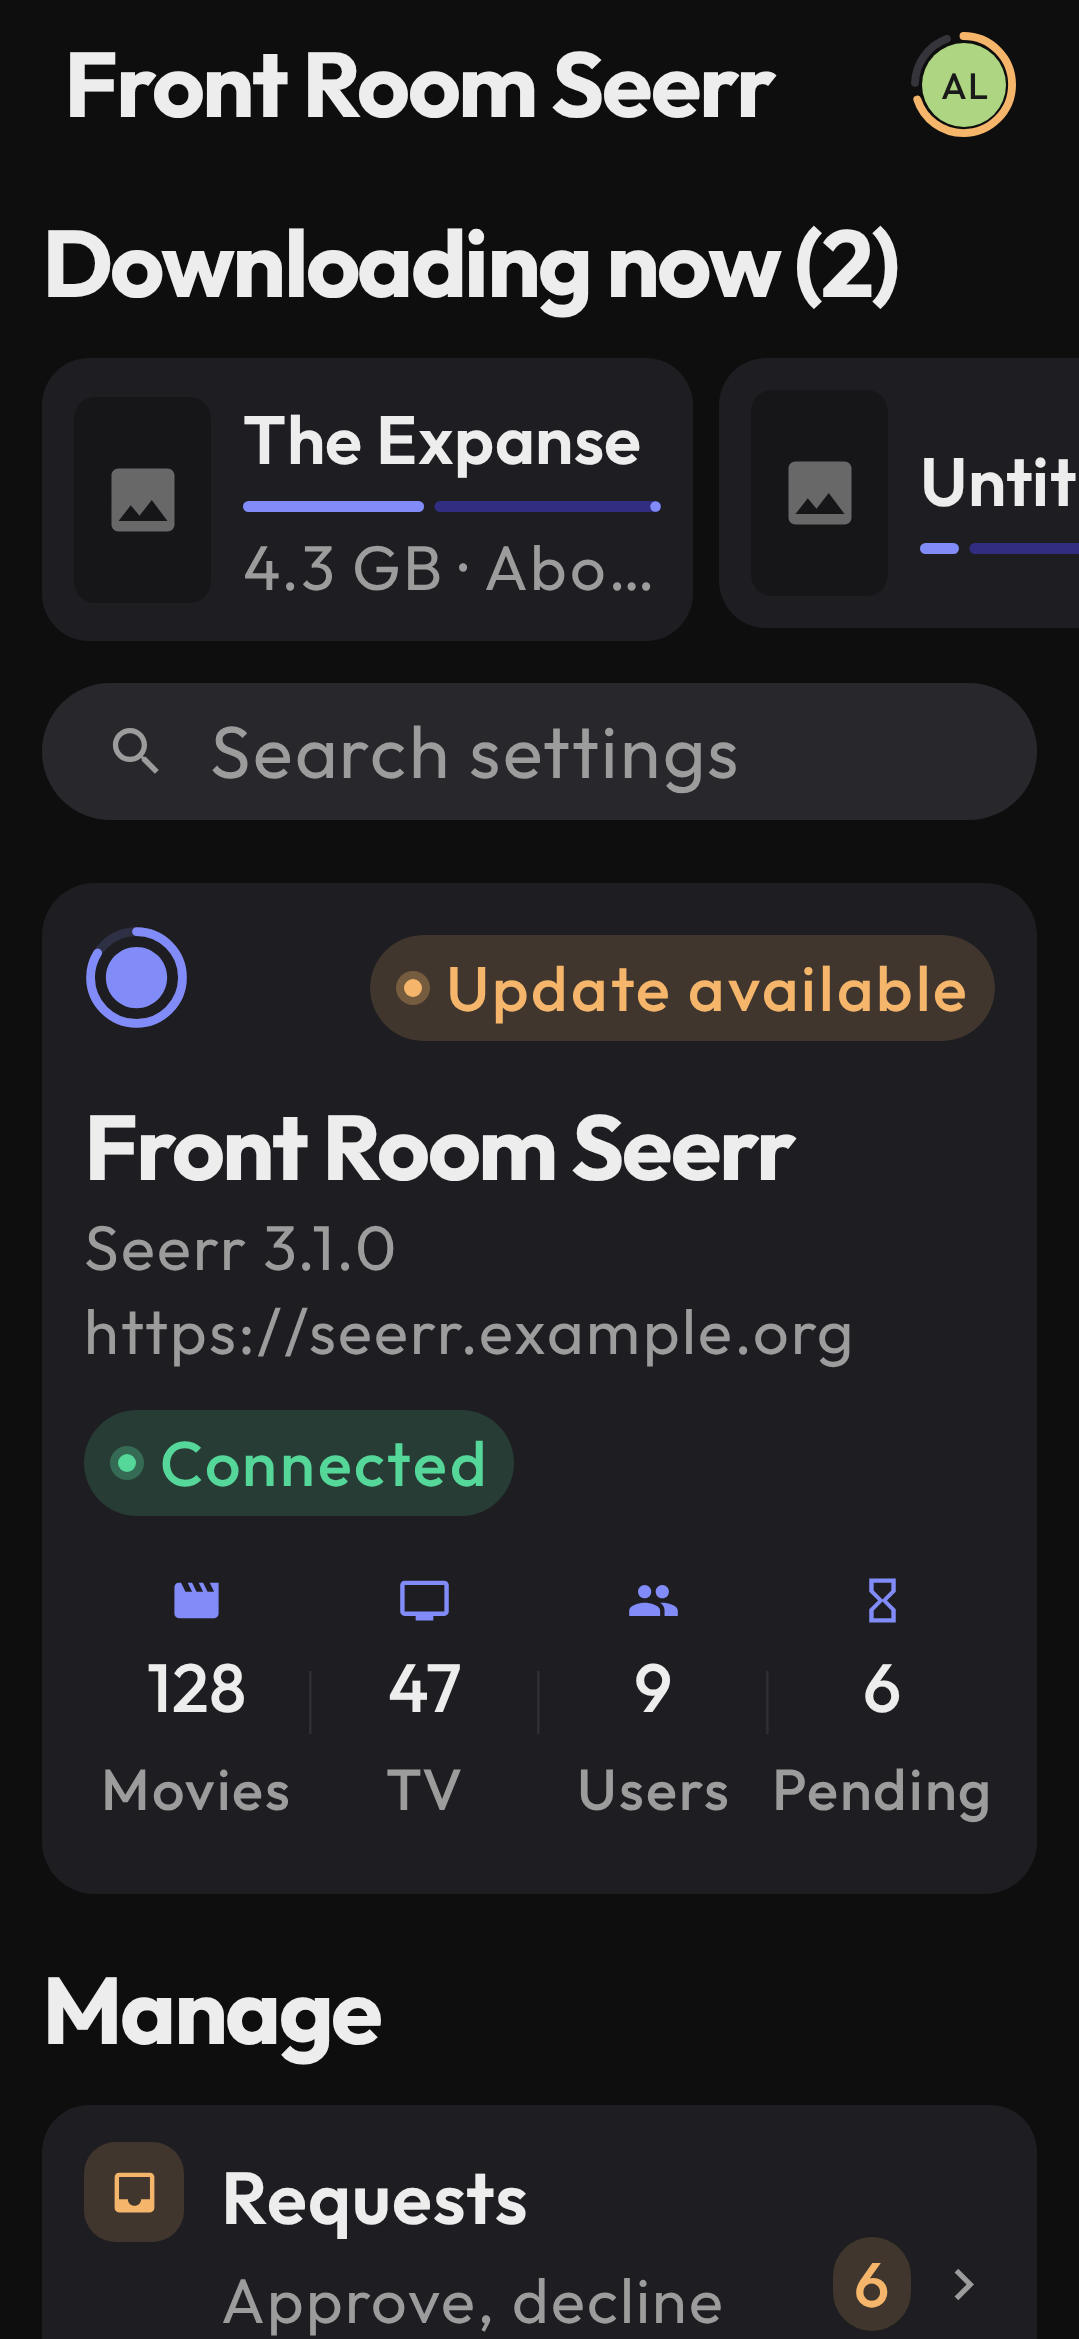 Front Room Seerr
AL
Downloading now (2)
The Expanse
4.3 GB · Abo...
Untit
Search settings
Update available
Front Room Seerr
Seerr 3.1.0
https://seerr.example.org
Connected
128 47 9 6
Movies TV Users Pending
Manage
Requests
Approve, decline
6